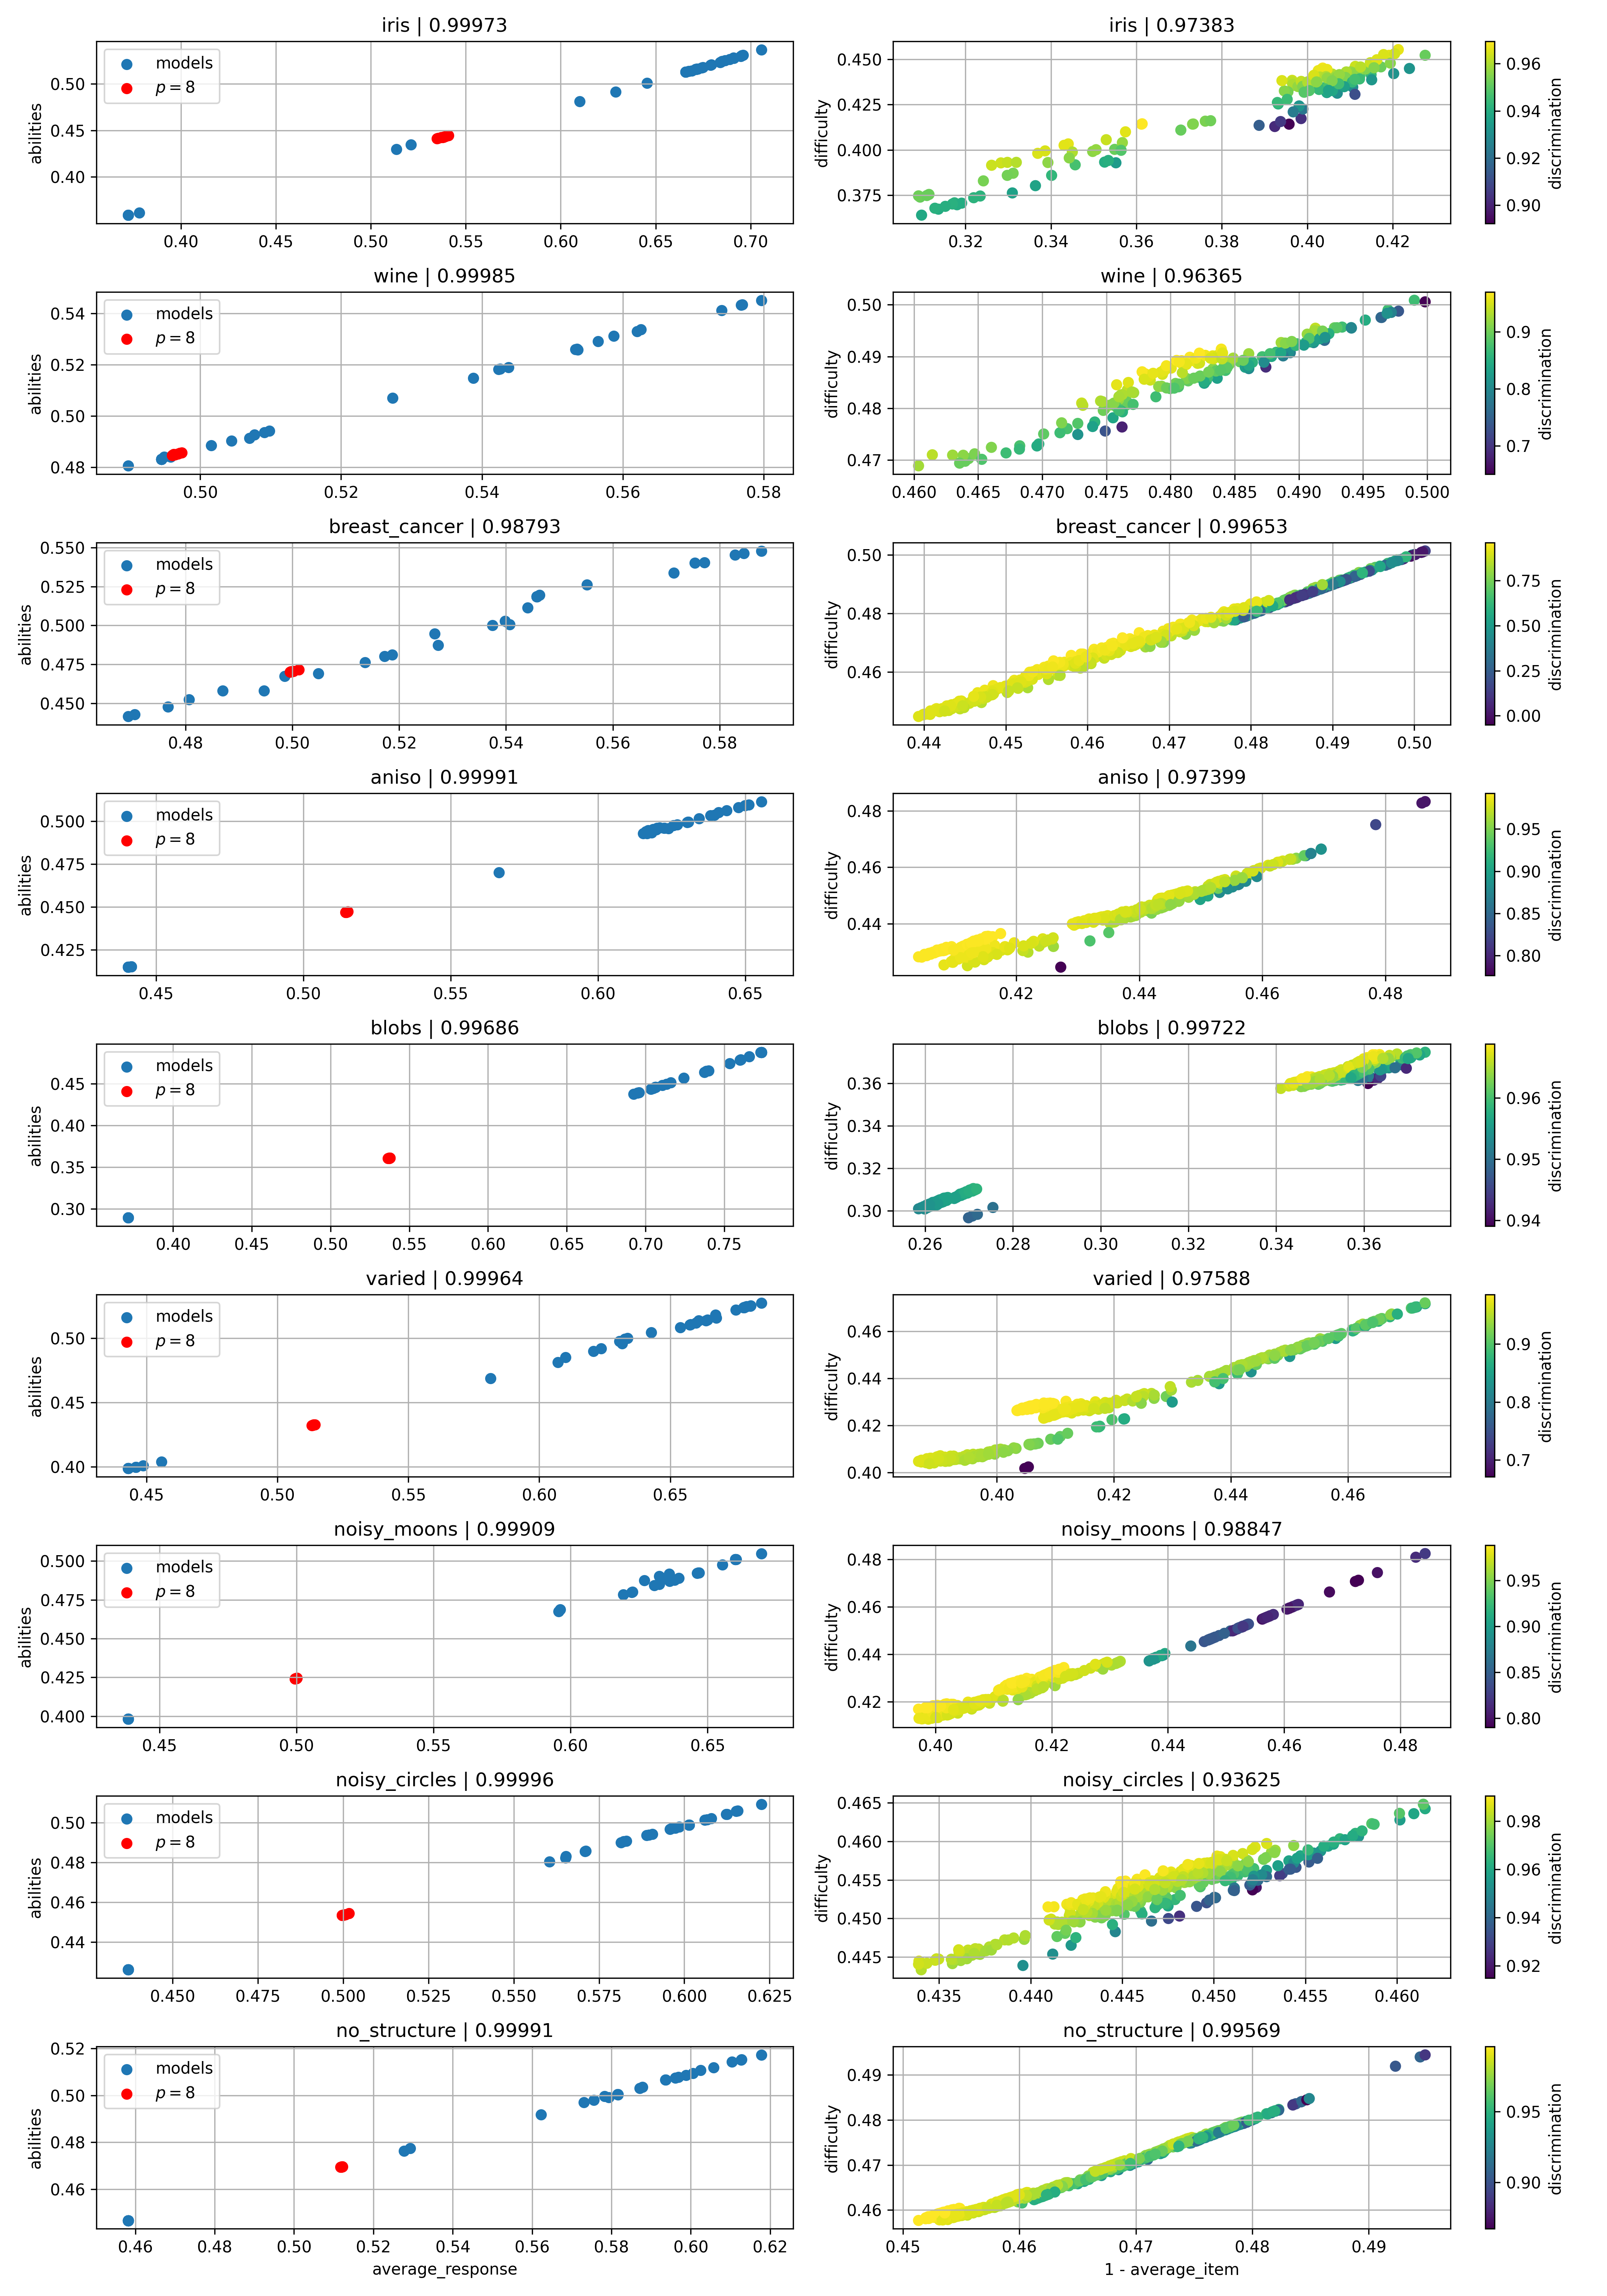 iris | 0.99973
models
p = 8
abilities
0.50
0.45
0.40
0.40 0.45 0.50 0.55 0.60 0.65 0.70
iris | 0.97383
difficulty
0.450
0.425
0.400
0.375
0.32 0.34 0.36 0.38 0.40 0.42
0.96
0.94
0.92
0.90
discrimination
wine | 0.99985
models
p = 8
abilities
0.54
0.52
0.50
0.48
0.50 0.52 0.54 0.56 0.58
wine | 0.96365
difficulty
0.50
0.49
0.48
0.47
0.460 0.465 0.470 0.475 0.480 0.485 0.490 0.495 0.500
0.9
0.8
0.7
discrimination
breast_cancer | 0.98793
models
p = 8
abilities
0.550
0.525
0.500
0.475
0.450
0.48 0.50 0.52 0.54 0.56 0.58
breast_cancer | 0.99653
difficulty
0.50
0.48
0.46
0.44 0.45 0.46 0.47 0.48 0.49 0.50
0.75
0.50
0.25
0.00
discrimination
aniso | 0.99991
models
p = 8
abilities
0.500
0.475
0.450
0.425
0.45 0.50 0.55 0.60 0.65
aniso | 0.97399
difficulty
0.48
0.46
0.44
0.42 0.44 0.46 0.48
0.95
0.90
0.85
0.80
discrimination
blobs | 0.99686
models
p = 8
abilities
0.45
0.40
0.35
0.30
0.40 0.45 0.50 0.55 0.60 0.65 0.70 0.75
blobs | 0.99722
difficulty
0.36
0.34
0.32
0.30
0.26 0.28 0.30 0.32 0.34 0.36
0.96
0.95
0.94
discrimination
varied | 0.99964
models
p = 8
abilities
0.50
0.45
0.40
0.45 0.50 0.55 0.60 0.65
varied | 0.97588
difficulty
0.46
0.44
0.42
0.40
0.40 0.42 0.44 0.46
0.9
0.8
0.7
discrimination
noisy_moons | 0.99909
models
p = 8
abilities
0.500
0.475
0.450
0.425
0.400
0.45 0.50 0.55 0.60 0.65
noisy_moons | 0.98847
difficulty
0.48
0.46
0.44
0.42
0.40 0.42 0.44 0.46 0.48
0.95
0.90
0.85
0.80
discrimination
noisy_circles | 0.99996
models
p = 8
abilities
0.50
0.48
0.46
0.44
0.450 0.475 0.500 0.525 0.550 0.575 0.600 0.625
noisy_circles | 0.93625
difficulty
0.465
0.460
0.455
0.450
0.445
0.435 0.440 0.445 0.450 0.455 0.460
0.98
0.96
0.94
0.92
discrimination
no_structure | 0.99991
models
p = 8
abilities
0.52
0.50
0.48
0.46
0.46 0.48 0.50 0.52 0.54 0.56 0.58 0.60 0.62
average_response
no_structure | 0.99569
difficulty
0.49
0.48
0.47
0.46
0.45 0.46 0.47 0.48 0.49
1 - average_item
0.95
0.90
discrimination